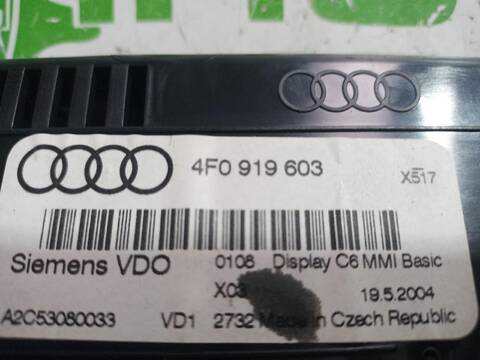 4F0 919 603
X517
Siemens VDO 0108 Display C6 MMI Basic
X03 19.5.2004
A2C53080033 VD1 2732 Made in Czech Republic